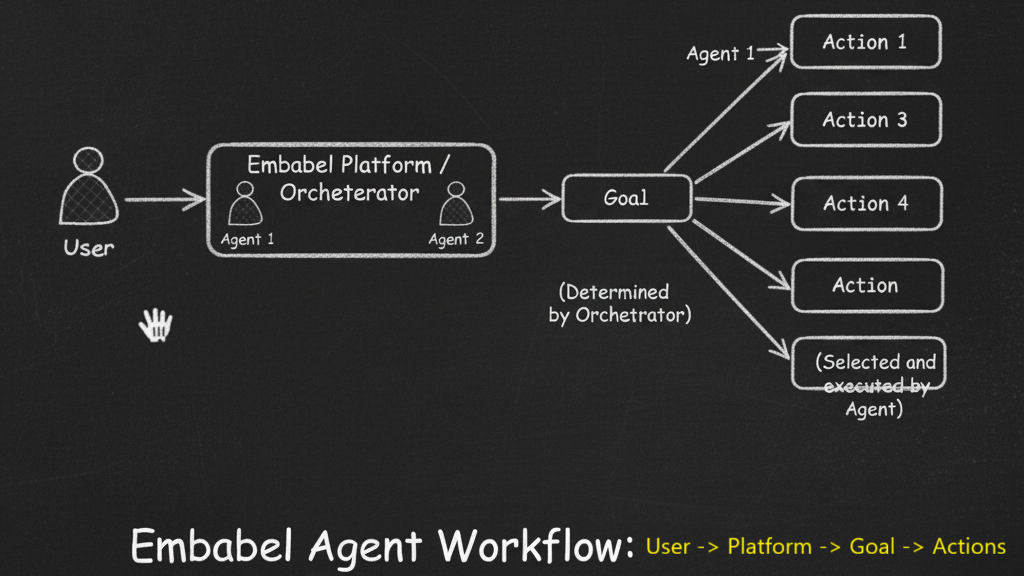 Agent 1
Action 1
Action 3
Embabel Platform /
Orcheterator
Agent 1
Agent 2
User
Goal
Action 4
(Determined
by Orchetrator)
Action
(Selected and
executed by
Agent)
Embabel Agent Workflow: User -> Platform -> Goal -> Actions